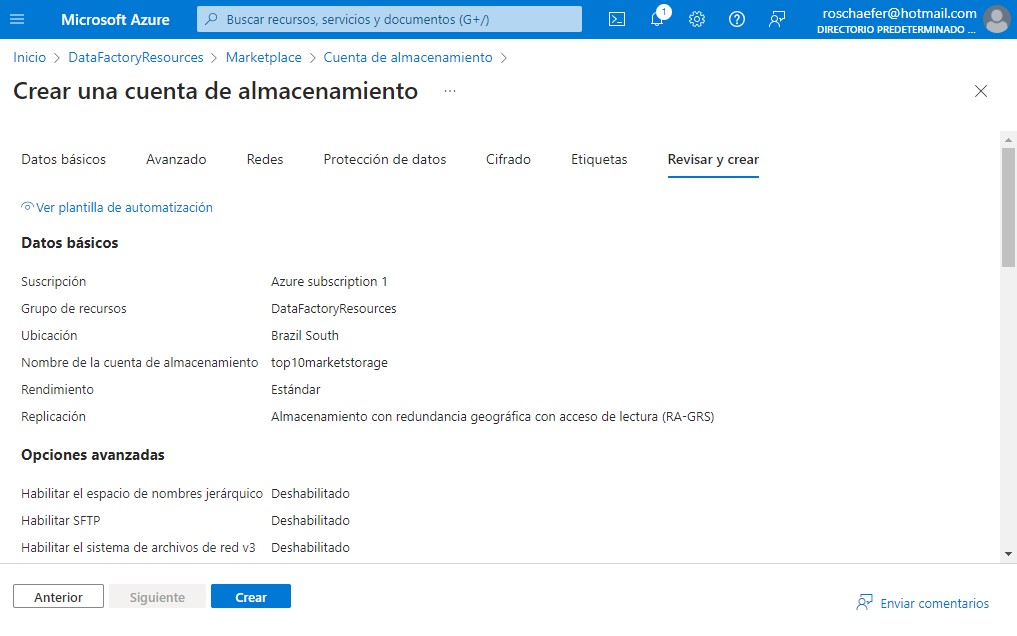 Microsoft Azure
Buscar recursos, servicios y documentos (G+/)
1
roschaefer@hotmail.com
DIRECTORIO PREDETERMINADO ...
Inicio > DataFactoryResources > Marketplace > Cuenta de almacenamiento >
Crear una cuenta de almacenamiento ...
Datos básicos Avanzado Redes Protección de datos Cifrado Etiquetas Revisar y crear
Ver plantilla de automatización
Datos básicos
Suscripción Azure subscription 1
Grupo de recursos DataFactoryResources
Ubicación Brazil South
Nombre de la cuenta de almacenamiento top10marketstorage
Rendimiento Estándar
Replicación Almacenamiento con redundancia geográfica con acceso de lectura (RA-GRS)
Opciones avanzadas
Habilitar el espacio de nombres jerárquico Deshabilitado
Habilitar SFTP Deshabilitado
Habilitar el sistema de archivos de red v3 Deshabilitado
Anterior Siguiente Crear
Enviar comentarios